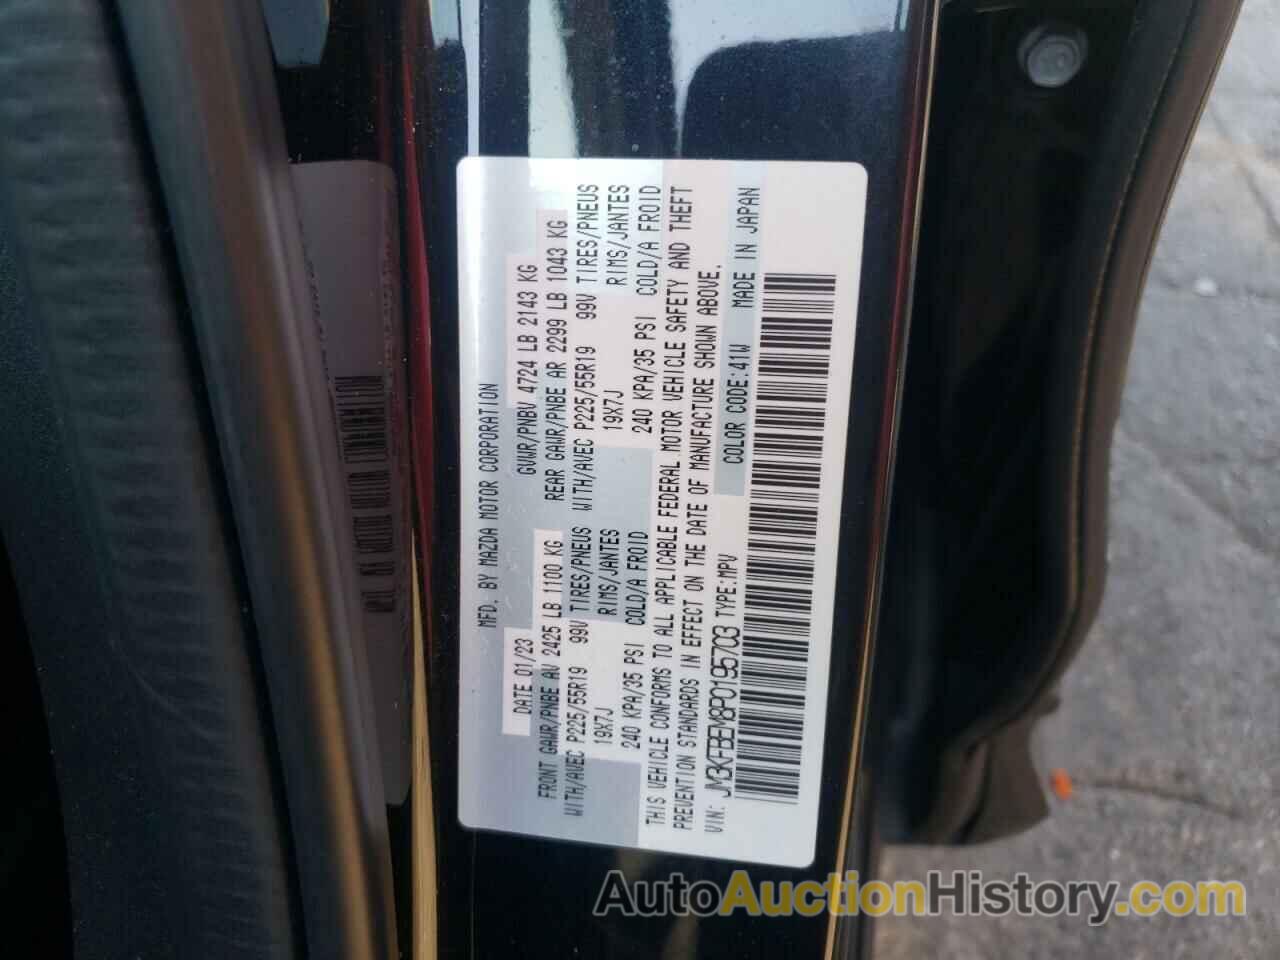 MFD. BY MAZDA MOTOR CORPORATION
DATE 01/23 GVWR/PNBV 4724 LB 2143 KG
FRONT GAWR/PNBE AV 2425 LB 1100 KG REAR GAWR/PNBE AR 2299 LB 1043 KG
WITH/AVEC P225/55R19 99V TIRES/PNEUS WITH/AVEC P225/55R19 99V TIRES/PNEUS
19X7J RIMS/JANTES 19X7J RIMS/JANTES
240 KPA/35 PSI COLD/A FROID 240 KPA/35 PSI COLD/A FROID
THIS VEHICLE CONFORMS TO ALL APPLICABLE FEDERAL MOTOR VEHICLE SAFETY AND THEFT
PREVENTION STANDARDS IN EFFECT ON THE DATE OF MANUFACTURE SHOWN ABOVE.
VIN: JM3KFBEM8P0195703 TYPE:MPV COLOR CODE:41W MADE IN JAPAN
AutoAuctionHistory.com